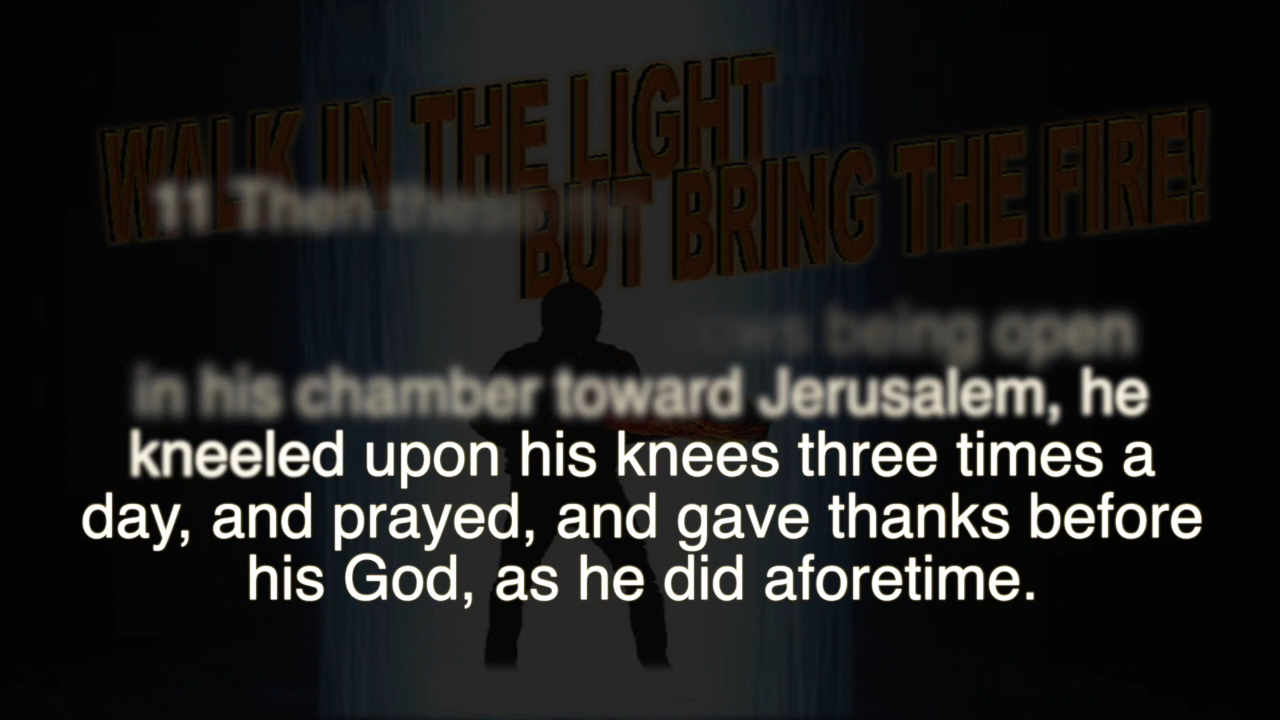 WALK IN THE LIGHT
BUT BRING THE FIRE!
11 Then these
being open
in his chamber toward Jerusalem, he
kneeled upon his knees three times a
day, and prayed, and gave thanks before
his God, as he did aforetime.